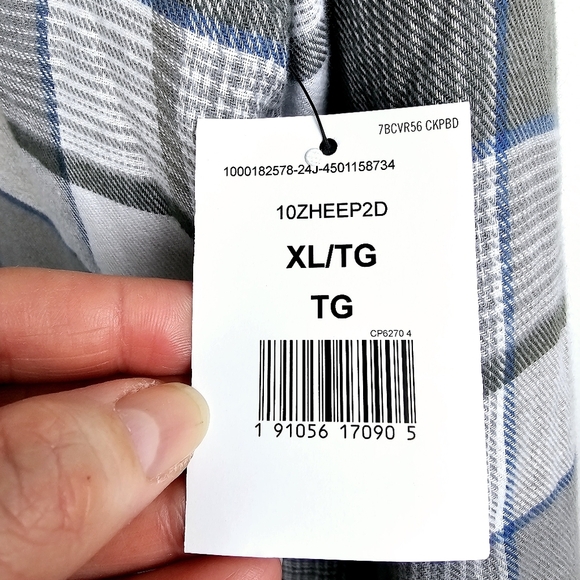 7BCVR56 CKPBD
1000182578-24J-4501158734
10ZHEEP2D
XL/TG
TG
CP6270 4
1 91056 17090 5